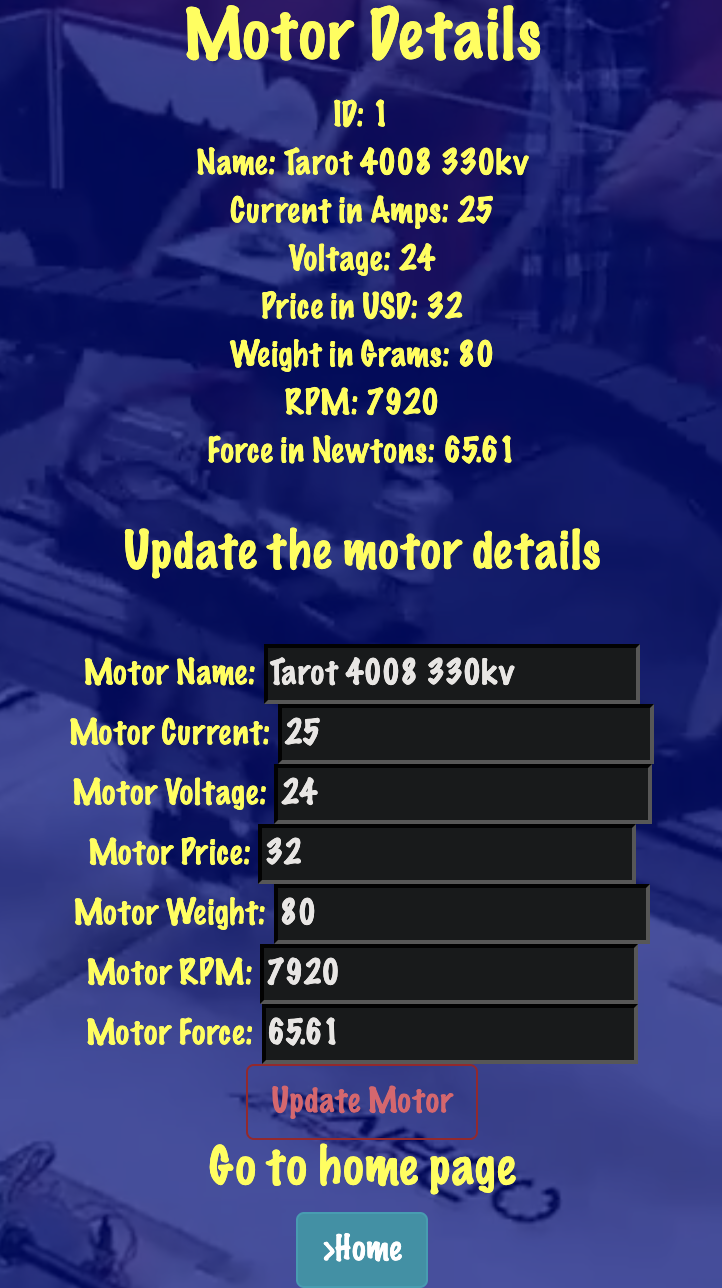 Motor Details
ID: 1
Name: Tarot 4008 330kv
Current in Amps: 25
Voltage: 24
Price in USD: 32
Weight in Grams: 80
RPM: 7920
Force in Newtons: 65.61
Update the motor details
Motor Name: Tarot 4008 330kv
Motor Current: 25
Motor Voltage: 24
Motor Price: 32
Motor Weight: 80
Motor RPM: 7920
Motor Force: 65.61
Update Motor
Go to home page
>Home